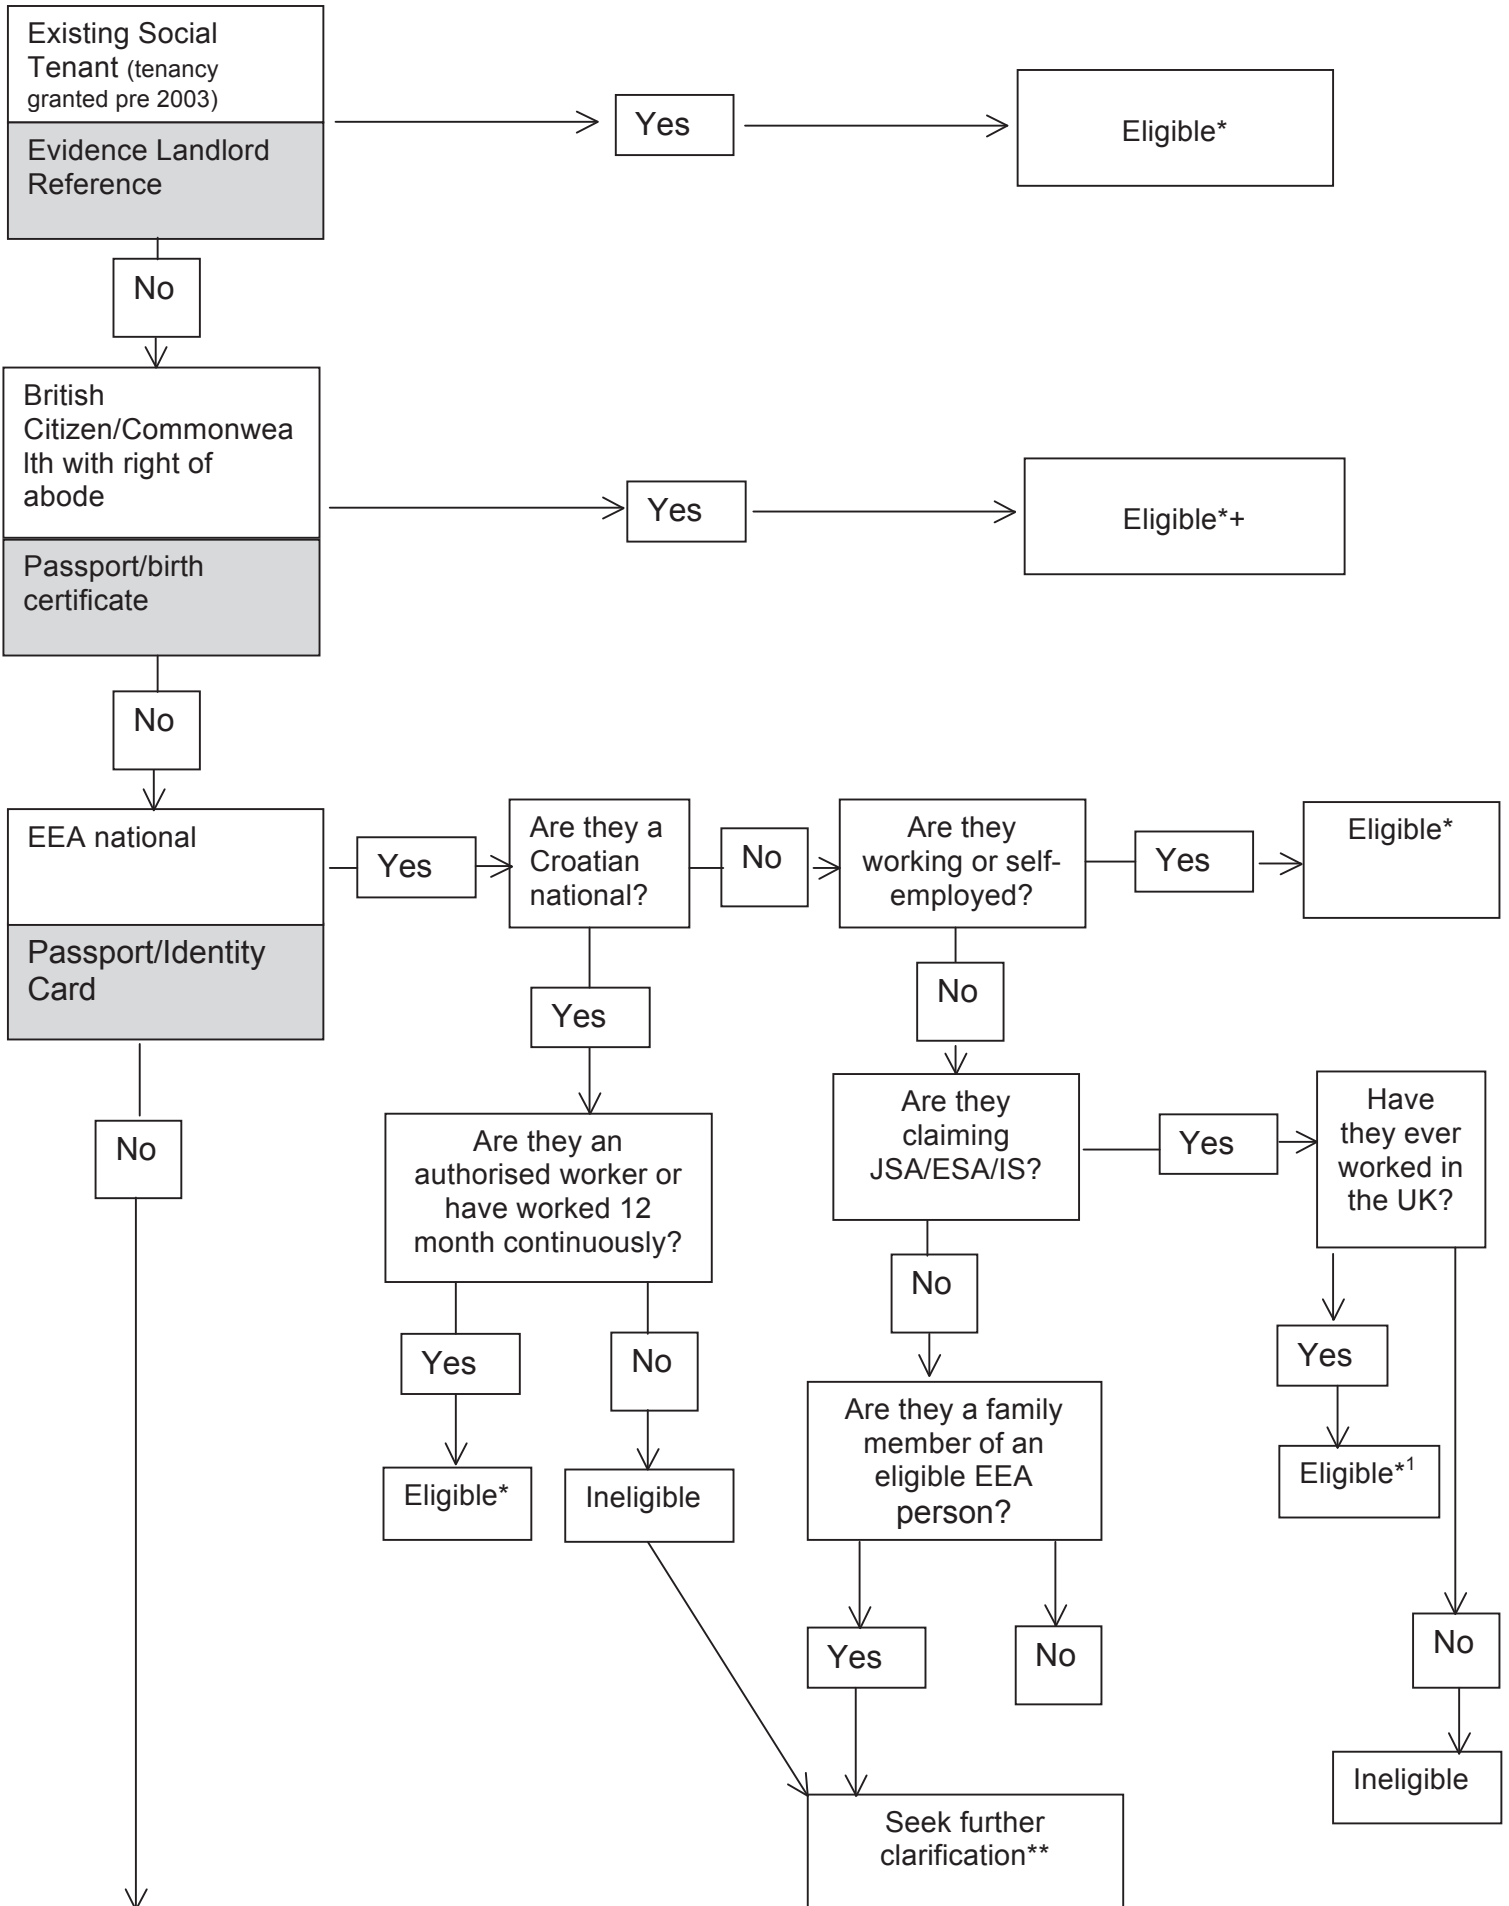 Existing Social
Tenant (tenancy
granted pre 2003)
Evidence Landlord
Reference
Yes
Eligible*
No
British
Citizen/Commonwea
lth with right of
abode
Passport/birth
certificate
Yes
Eligible*+
No
EEA national
Passport/Identity
Card
Yes
Are they a
Croatian
national?
No
Are they
working or self-
employed?
Yes
Eligible*
No
Yes
No
Are they
claiming
JSA/ESA/IS?
Yes
Have
they ever
worked in
the UK?
Are they an
authorised worker or
have worked 12
month continuously?
No
Yes
No
Yes
Are they a family
member of an
eligible EEA
person?
Eligible*
Ineligible
Eligible*¹
Yes
No
No
Ineligible
Seek further
clarification**